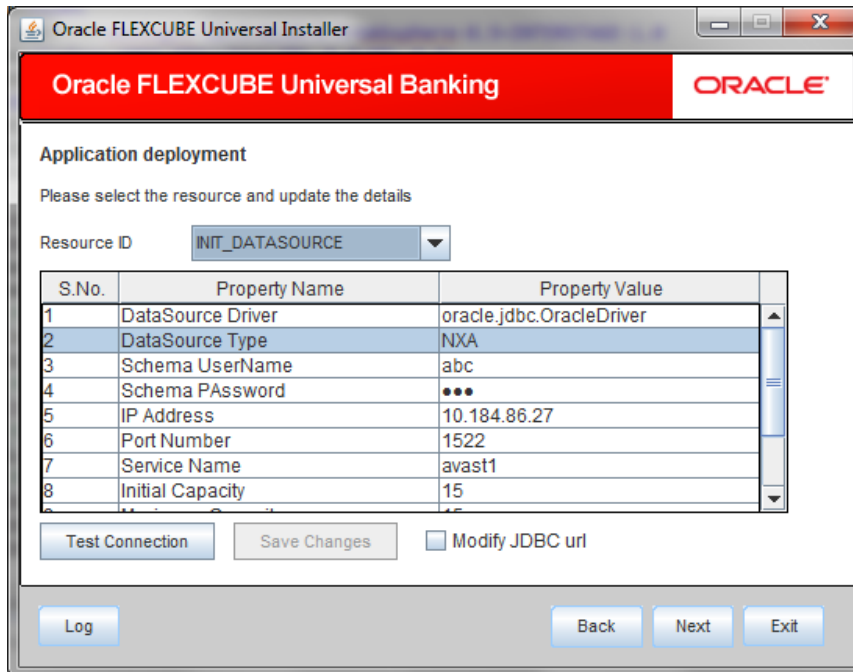 Oracle FLEXCUBE Universal Installer
Oracle FLEXCUBE Universal Banking ORACLE®
Application deployment
Please select the resource and update the details
Resource ID INIT_DATASOURCE
S.No. Property Name Property Value
1 DataSource Driver oracle.jdbc.OracleDriver
2 DataSource Type NXA
3 Schema UserName abc
4 Schema PAssword •••
5 IP Address 10.184.86.27
6 Port Number 1522
7 Service Name avast1
8 Initial Capacity 15
Test Connection Save Changes Modify JDBC url
Log Back Next Exit